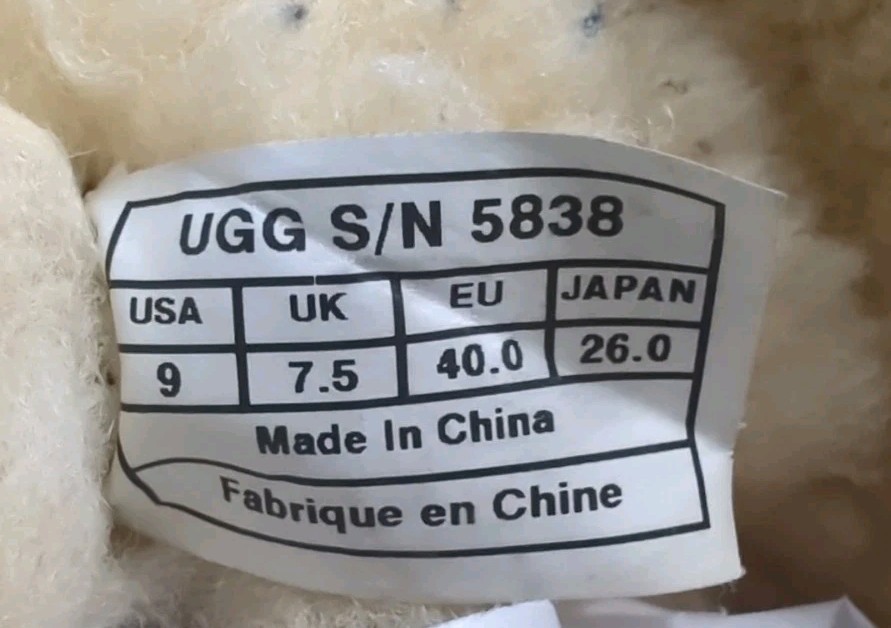 UGG S/N 5838
USA UK EU JAPAN
9 7.5 40.0 26.0
Made In China
Fabrique en Chine